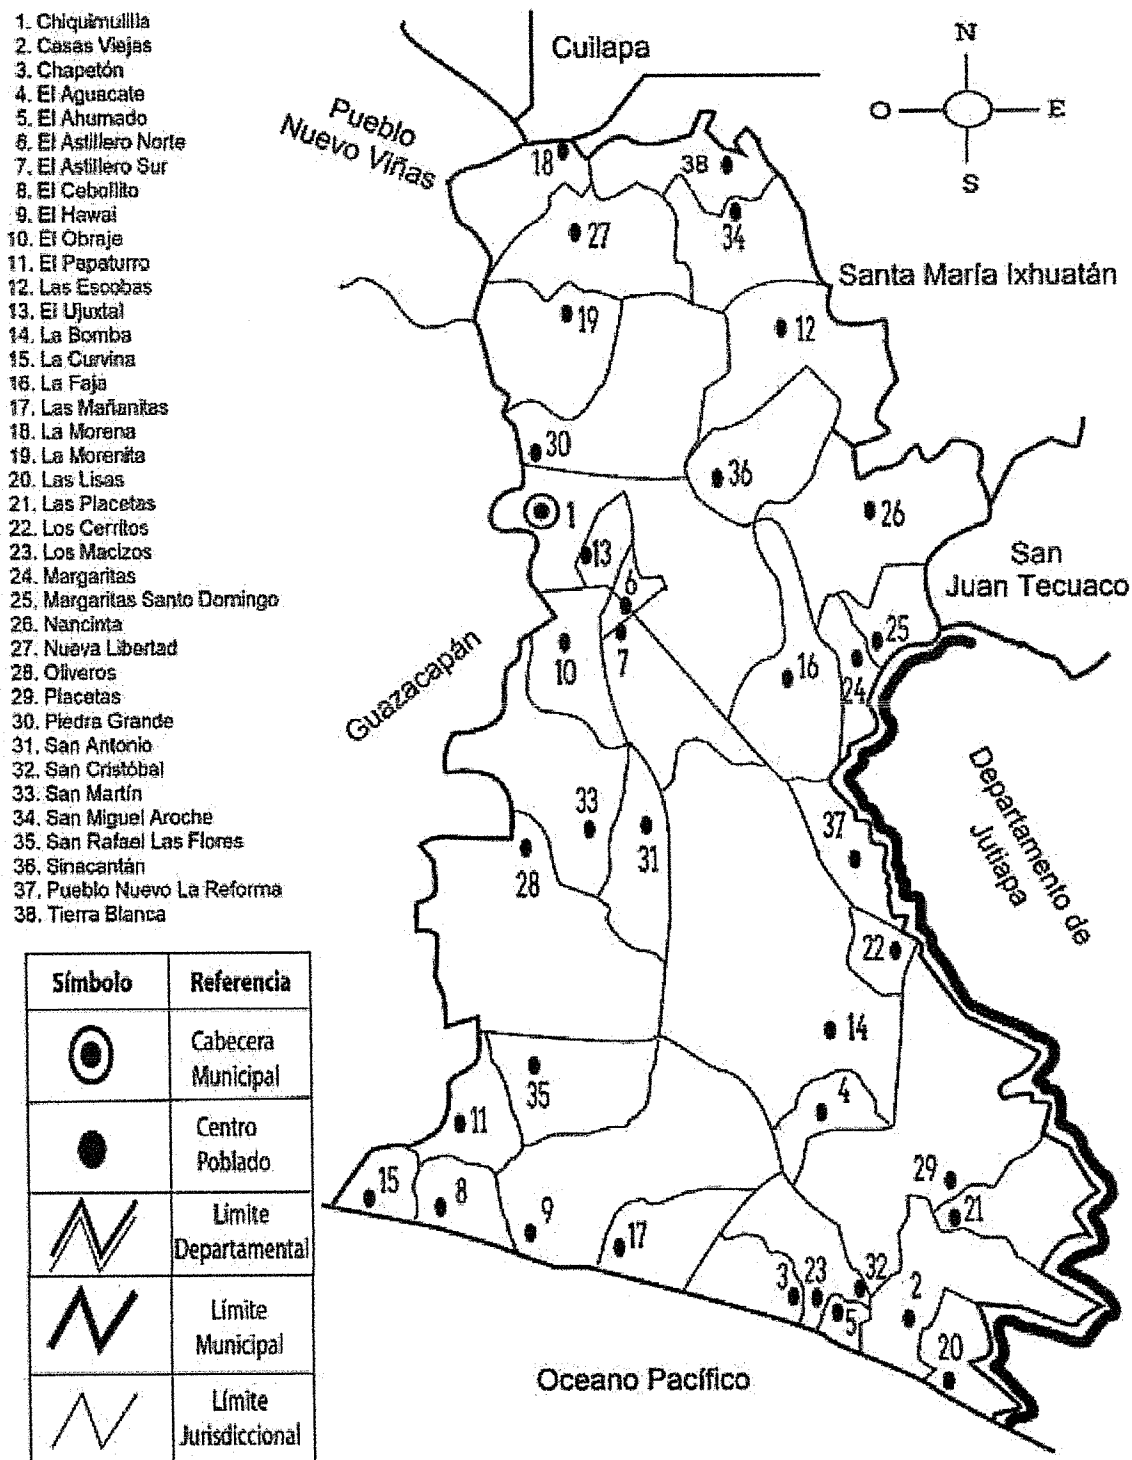 1. Chiquimulilla
2. Casas Viejas
3. Chapetón
4. El Aguacate
5. El Ahumado
6. El Astillero Norte
7. El Astillero Sur
8. El Cebollito
9. El Hawai
10. El Obraje
11. El Papaturro
12. Las Escobas
13. El Ujuxtal
14. La Bomba
15. La Curvina
16. La Faja
17. Las Mañanitas
18. La Morena
19. La Morenita
20. Las Lisas
21. Las Placetas
22. Los Cerritos
23. Los Macizos
24. Margaritas
25. Margaritas Santo Domingo
26. Nancinta
27. Nueva Libertad
28. Oliveros
29. Placetas
30. Piedra Grande
31. San Antonio
32. San Cristóbal
33. San Martín
34. San Miguel Aroche
35. San Rafael Las Flores
36. Sinacantán
37. Pueblo Nuevo La Reforma
38. Tierra Blanca
Símbolo Referencia
Cabecera
Municipal
Centro
Poblado
Límite
Departamental
Límite
Municipal
Límite
Jurisdiccional
Cuilapa
Pueblo
Nuevo Viñas
N
O E
S
18
38
27
34
Santa María Ixhuatán
19
12
30
36
1
26
13
San
Juan Tecuaco
6
25
Guazacapán
10
7
16
24
Departamento de
Jutiapa
33
37
28
31
22
14
35
4
11
15
8
29
21
9
17
3
23
32
2
5
20
Oceano Pacífico